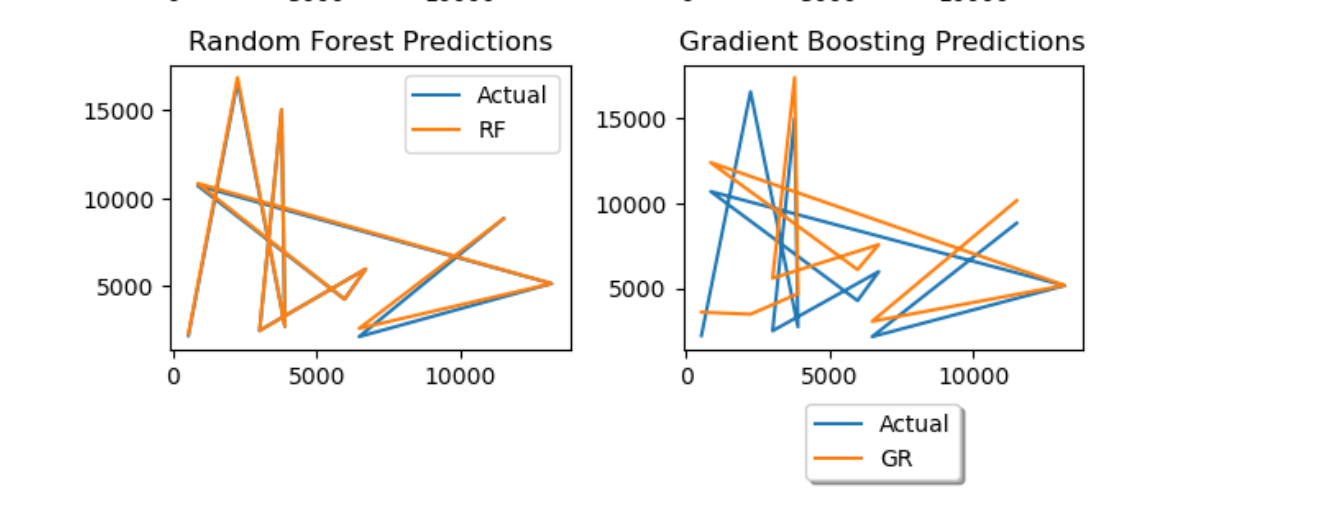 Random Forest Predictions
Gradient Boosting Predictions
15000
10000
5000
0 5000 10000
Actual
RF
15000
10000
5000
0 5000 10000
Actual
GR